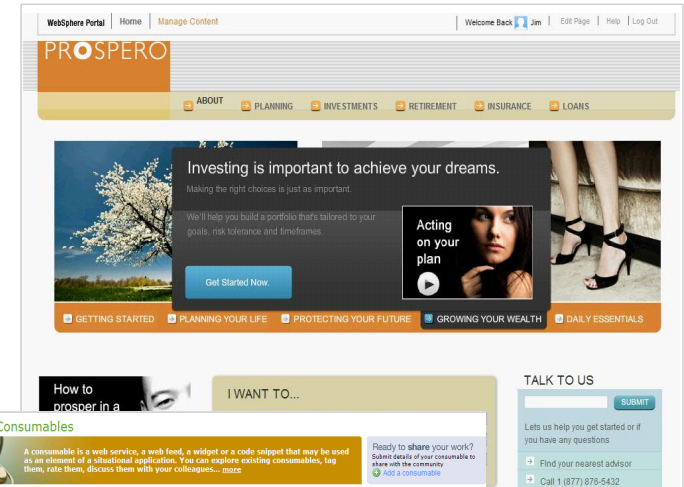 WebSphere Portal Home Manage Content Welcome Back Jim Edit Page Help Log Out
PROSPERO
ABOUT PLANNING INVESTMENTS RETIREMENT INSURANCE LOANS
Investing is important to achieve your dreams.
Making the right choices is just as important.
We'll help you build a portfolio that's tailored to your
goals, risk tolerance and timeframes.
Get Started Now.
Acting
on your
plan
GETTING STARTED PLANNING YOUR LIFE PROTECTING YOUR FUTURE GROWING YOUR WEALTH DAILY ESSENTIALS
How to
prosper in a
I WANT TO...
TALK TO US
SUBMIT
Lets us help you get started or if
you have any questions
Find your nearest advisor
Call 1 (877) 876-5432
Consumables
A consumable is a web service, a web feed, a widget or a code snippet that may be used
as an element of a situational application. You can explore existing consumables, tag
them, rate them, discuss them with your colleagues... more
Ready to share your work?
Submit details of your consumable to
share with the community
Add a consumable